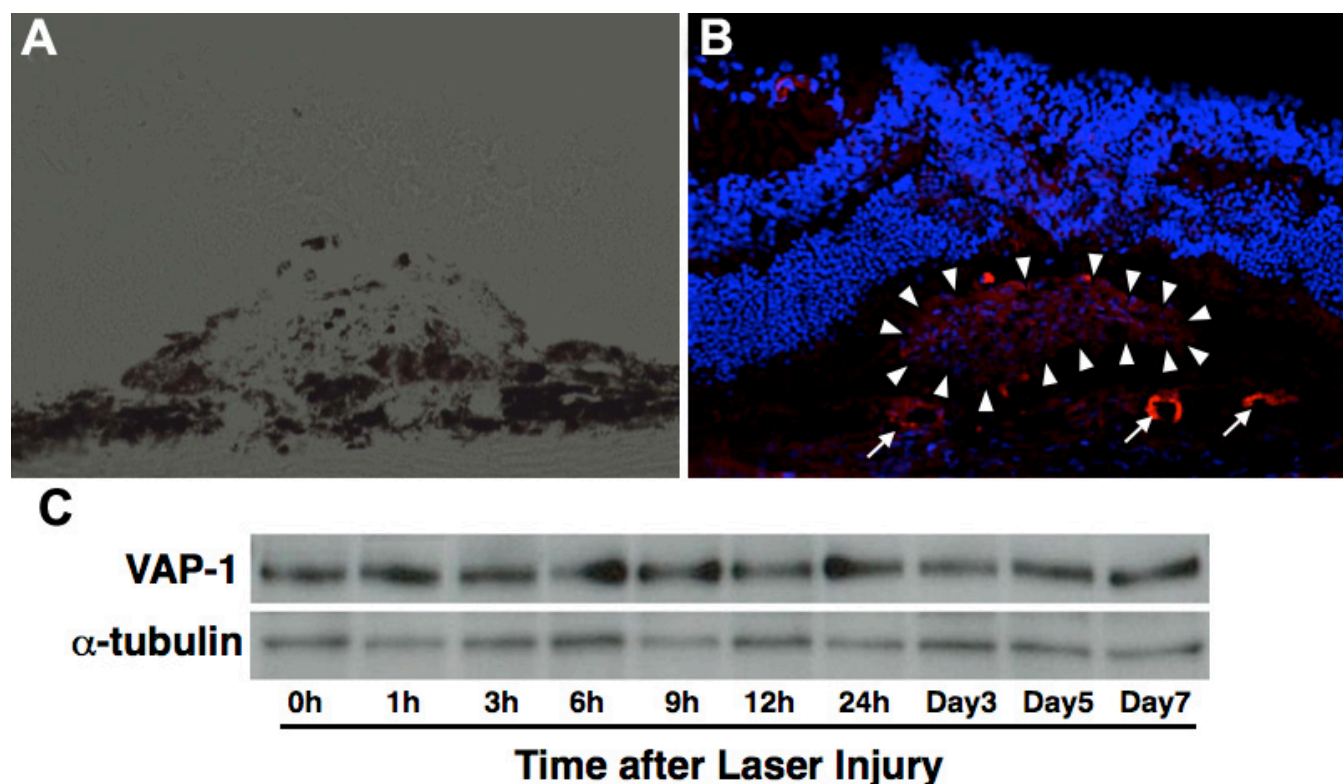 A
B
C
VAP-1
α-tubulin
0h 1h 3h 6h 9h 12h 24h Day3 Day5 Day7
Time after Laser Injury